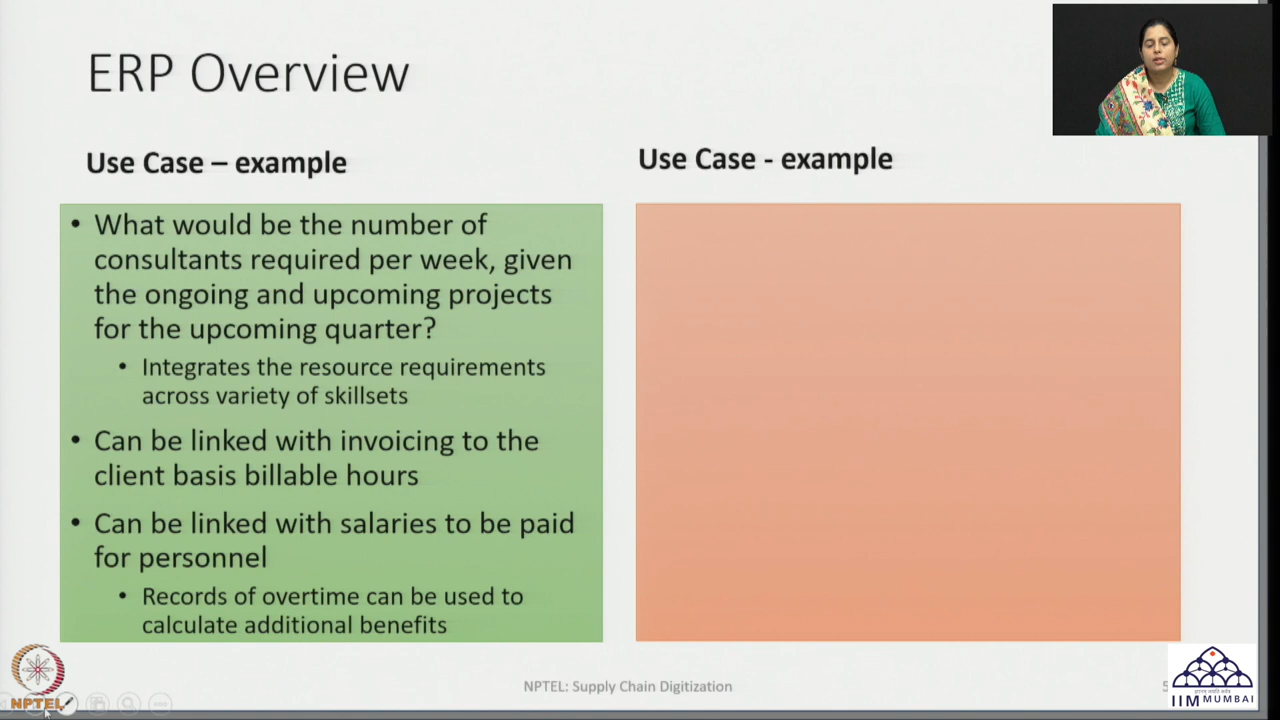 ERP Overview
Use Case – example
• What would be the number of
consultants required per week, given
the ongoing and upcoming projects
for the upcoming quarter?
• Integrates the resource requirements
across variety of skillsets
• Can be linked with invoicing to the
client basis billable hours
• Can be linked with salaries to be paid
for personnel
• Records of overtime can be used to
calculate additional benefits
Use Case - example
NPTEL: Supply Chain Digitization
NPTEL
IIM MUMBAI